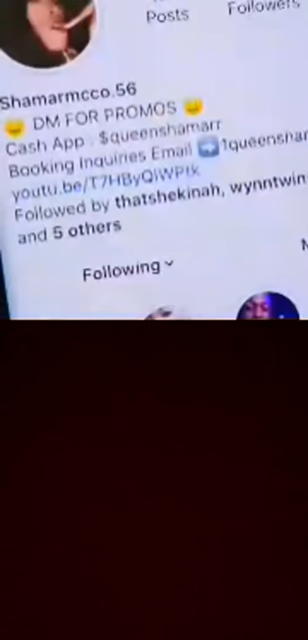 Posts Followers
Shamarmcco.56
DM FOR PROMOS
Cash App . $queenshamarr
Booking Inquiries Email ➡️ 1queenshar
youtu.be/T7HByQiWPtk
Followed by thatshekinah, wynntwin
and 5 others
Following